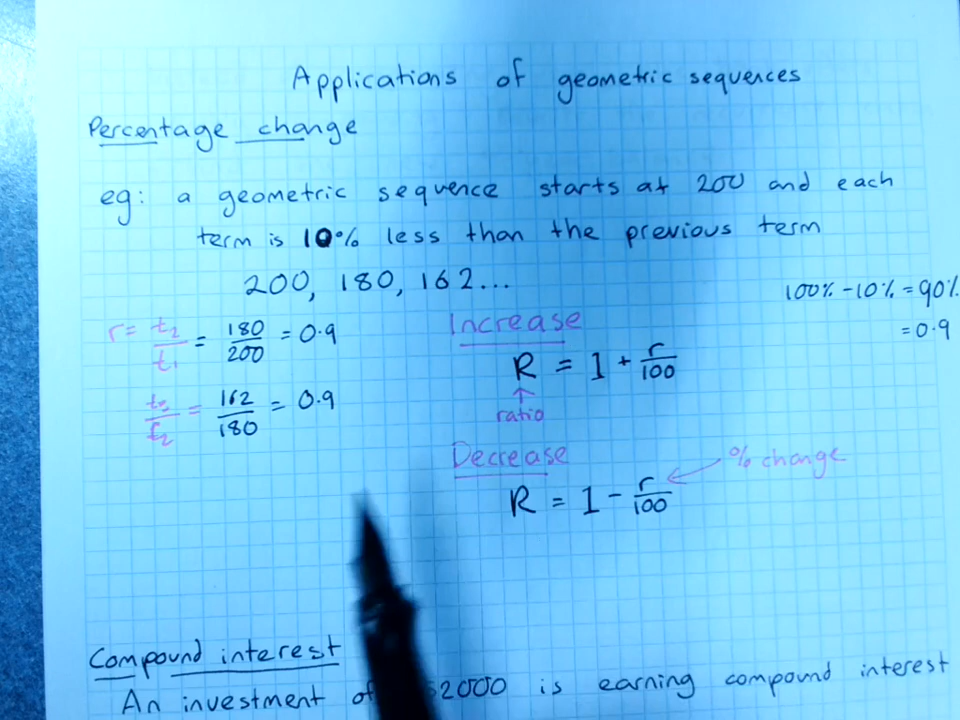 Applications of geometric sequences
Percentage change
eg: a geometric sequence starts at 200 and each
term is 10% less than the previous term
200, 180, 162...
100% - 10% = 90%
= 0.9
r = t2/t1 = 180/200 = 0.9
t3/t2 = 162/180 = 0.9
Increase
R = 1 + r/100
↑
ratio
Decrease
% change
R = 1 - r/100
Compound interest
An investment of $2000 is earning compound interest